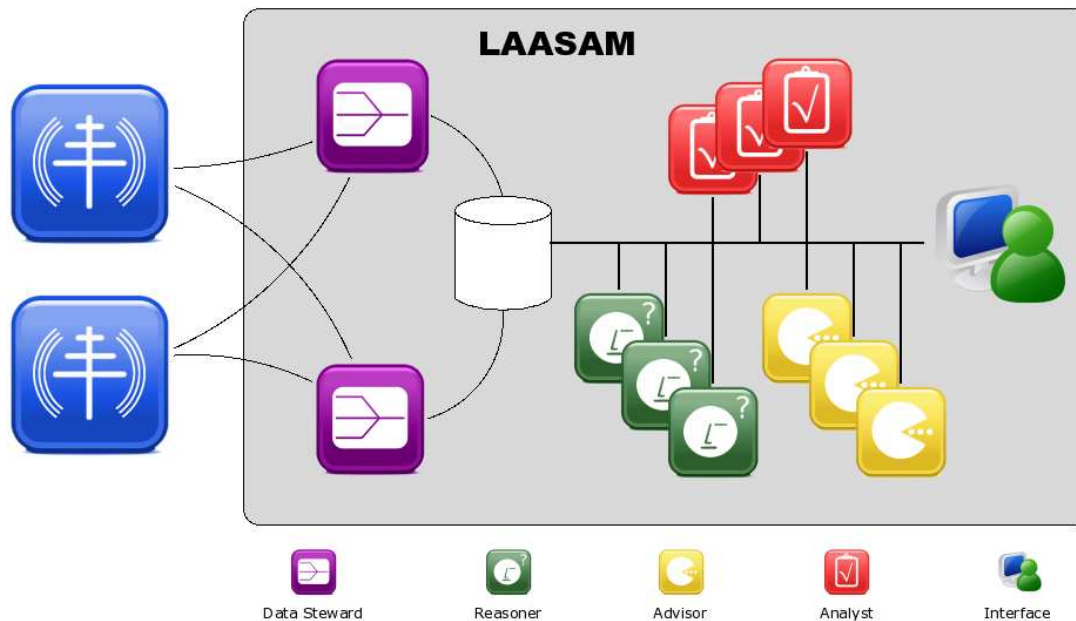 LAASAM
?
?
?
?
Data Steward
Reasoner
Advisor
Analyst
Interface